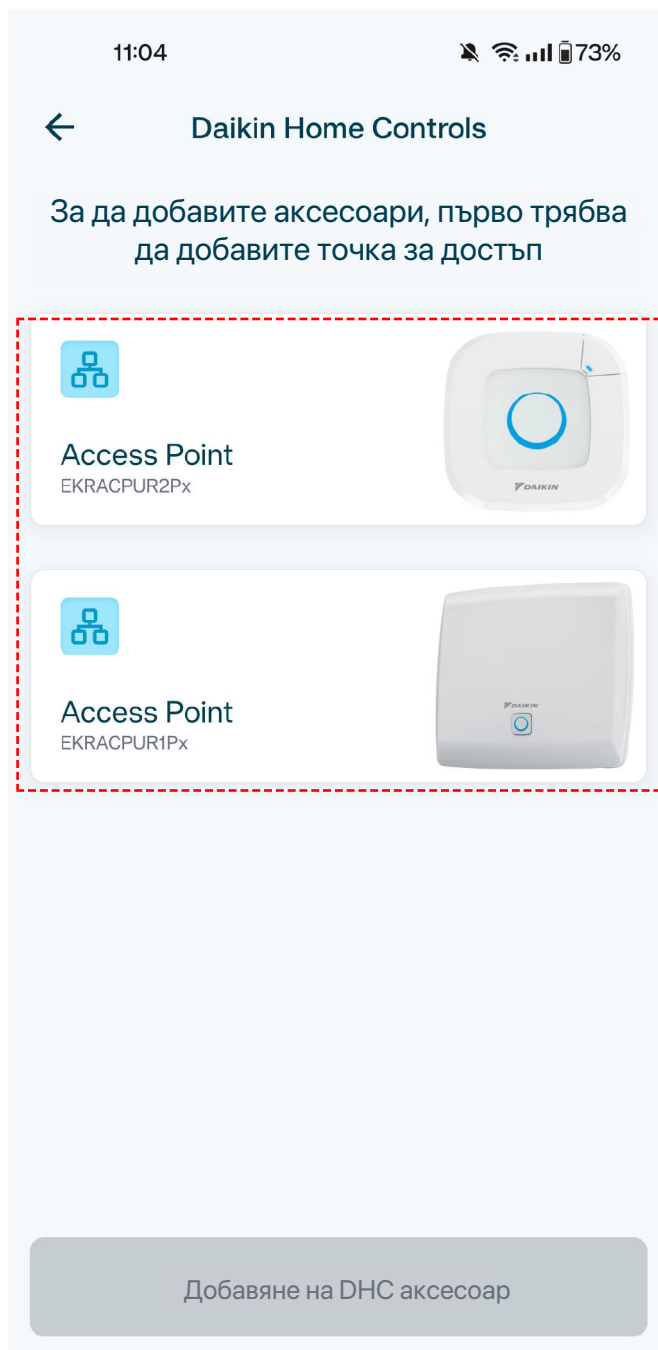 11:04
73%
Daikin Home Controls
За да добавите аксесоари, първо трябва
да добавите точка за достъп
Access Point
EKRACPUR2Px
DAIKIN
Access Point
EKRACPUR1Px
DAIKIN
Добавяне на DHC аксесоар